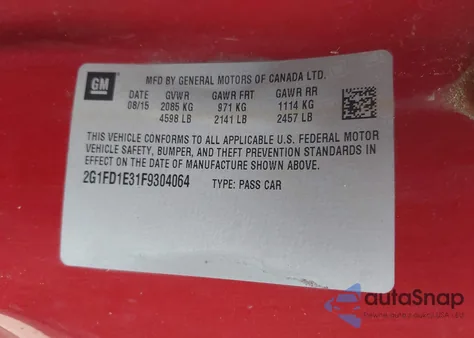 GM
MFD BY GENERAL MOTORS OF CANADA LTD.
DATE GVWR GAWR FRT GAWR RR
08/15 2085 KG 971 KG 1114 KG
4598 LB 2141 LB 2457 LB
THIS VEHICLE CONFORMS TO ALL APPLICABLE U.S. FEDERAL MOTOR
VEHICLE SAFETY, BUMPER, AND THEFT PREVENTION STANDARDS IN
EFFECT ON THE DATE OF MANUFACTURE SHOWN ABOVE.
2G1FD1E31F9304064 TYPE: PASS CAR
autaSnap